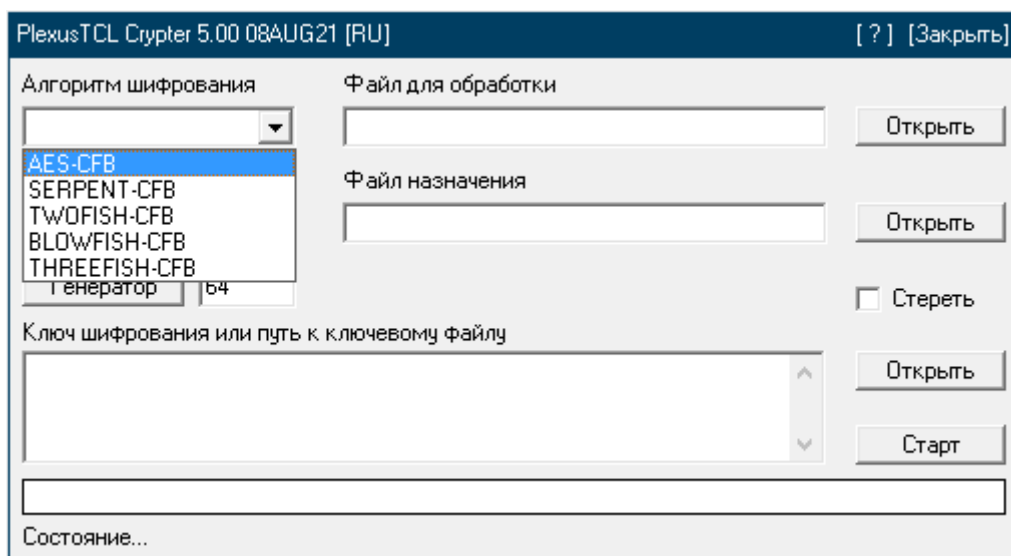 PlexusTCL Crypter 5.00 08AUG21 [RU] [ ? ] [Закрыть]
Алгоритм шифрования Файл для обработки
Открыть
AES-CFB
SERPENT-CFB
TWOFISH-CFB
BLOWFISH-CFB
THREEFISH-CFB
Файл назначения
Открыть
Генератор 64
Стереть
Ключ шифрования или путь к ключевому файлу
Открыть
Старт
Состояние...